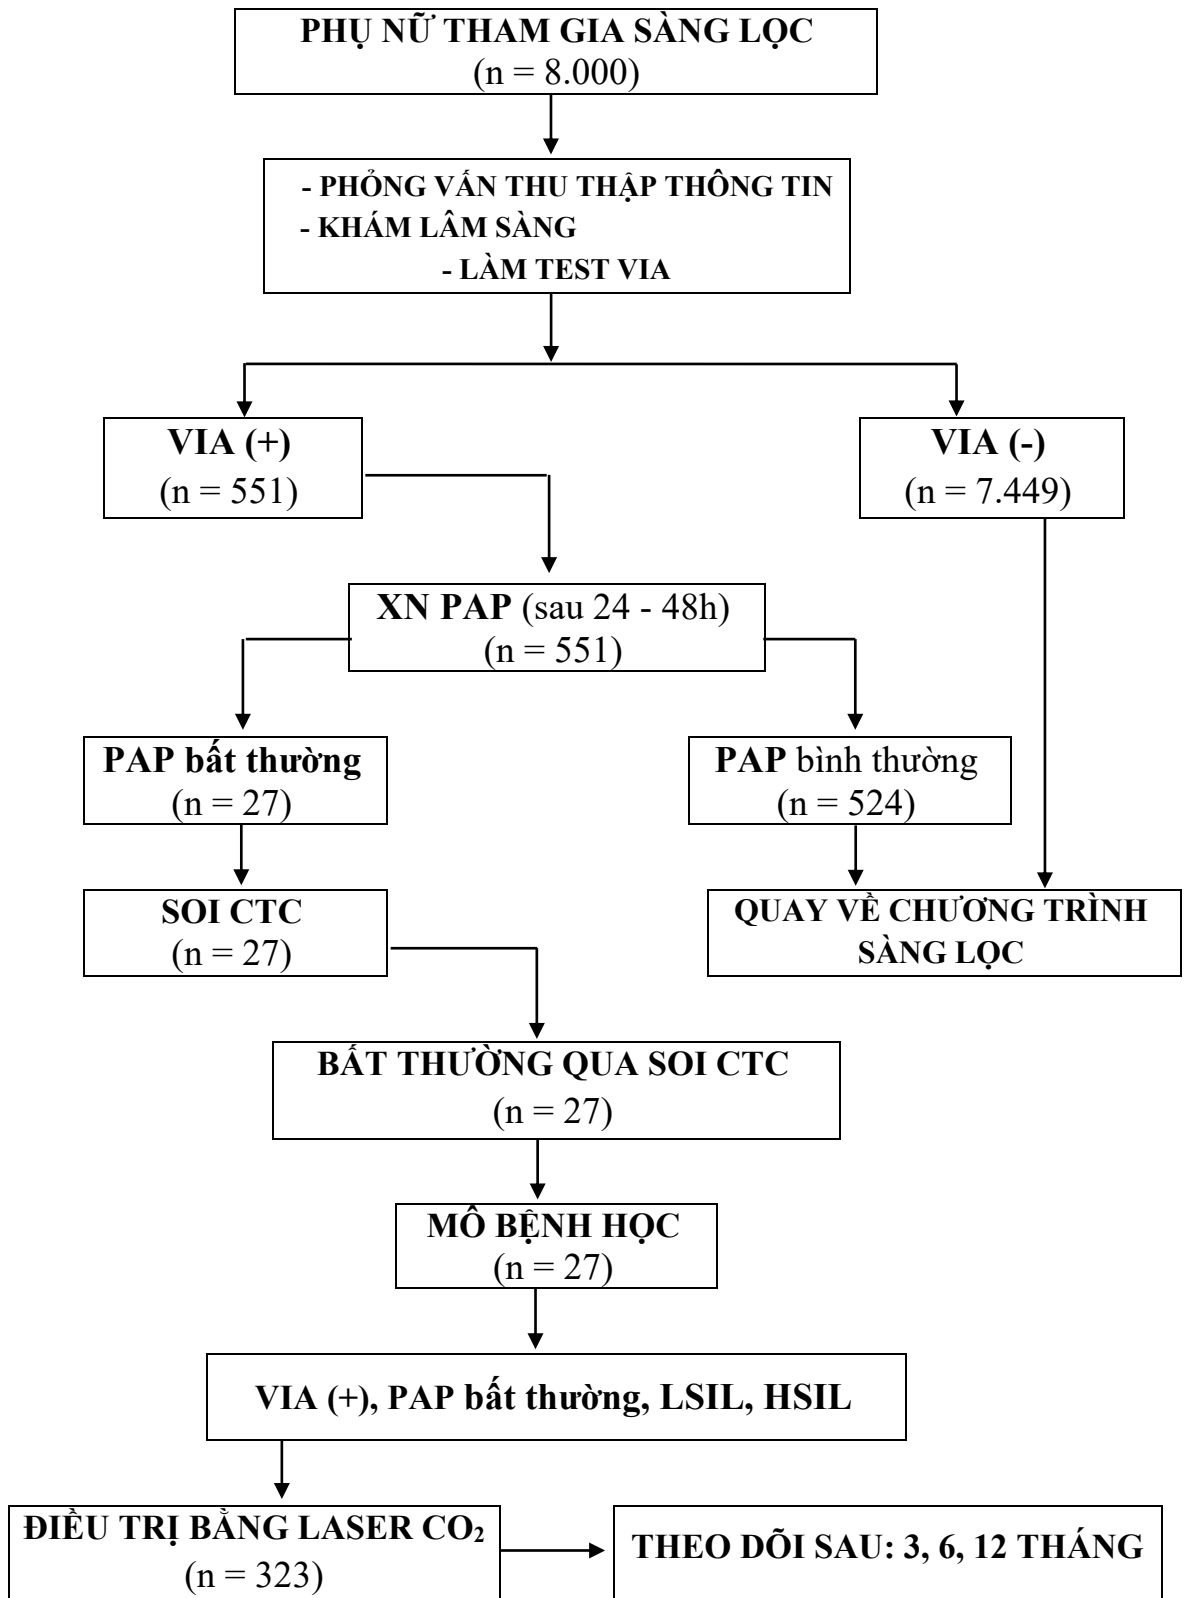 PHỤ NỮ THAM GIA SÀNG LỌC
(n = 8.000)
- PHỎNG VẤN THU THẬP THÔNG TIN
- KHÁM LÂM SÀNG
- LÀM TEST VIA
VIA (+)
(n = 551)
VIA (-)
(n = 7.449)
XN PAP (sau 24 - 48h)
(n = 551)
PAP bất thường
(n = 27)
PAP bình thường
(n = 524)
SOI CTC
(n = 27)
QUAY VỀ CHƯƠNG TRÌNH
SÀNG LỌC
BẤT THƯỜNG QUA SOI CTC
(n = 27)
MÔ BỆNH HỌC
(n = 27)
VIA (+), PAP bất thường, LSIL, HSIL
ĐIỀU TRỊ BẰNG LASER CO₂
(n = 323)
THEO DÕI SAU: 3, 6, 12 THÁNG